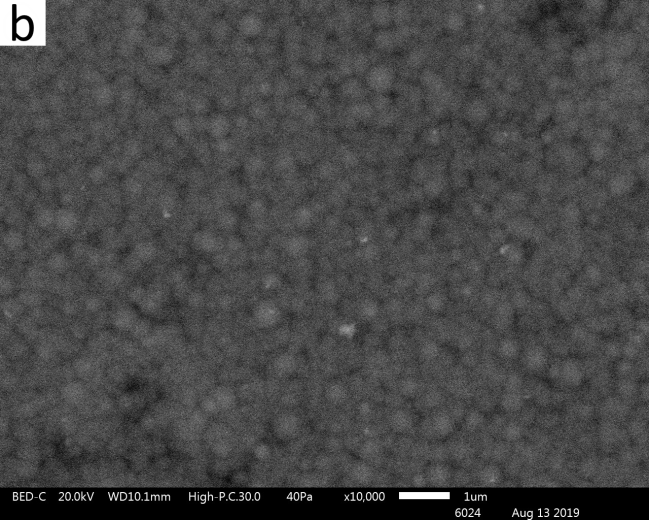 b
BED-C 20.0kV WD10.1mm High-P.C.30.0 40Pa x10,000 1um
6024 Aug 13 2019